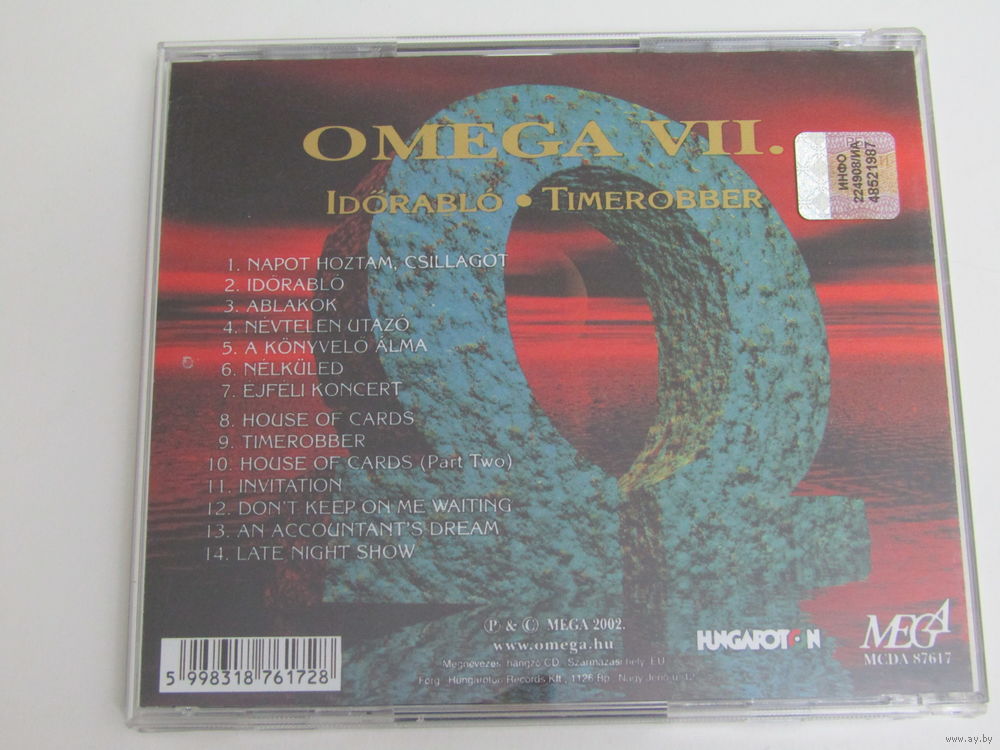 OMEGA VII.
IDŐRABLÓ • TIMEROBBER
ИНФО
224908/ИА
48521987
1. NAPOT HOZTAM, CSILLAGOT
2. IDŐRABLÓ
3. ABLAKOK
4. NÉVTELEN UTAZÓ
5. A KÖNYVELŐ ÁLMA
6. NÉLKÜLED
7. ÉJFÉLI KONCERT
8. HOUSE OF CARDS
9. TIMEROBBER
10. HOUSE OF CARDS (Part Two)
11. INVITATION
12. DON'T KEEP ON ME WAITING
13. AN ACCOUNTANT'S DREAM
14. LATE NIGHT SHOW
Ⓟ & Ⓒ MEGA 2002.
www.omega.hu
Megnevezés: hangzó CD Származási hely: EU
Forg.: Hungaroton Records Kft., 1126 Bp. Nagy Jenő u. 12.
HUNGAROTON
MEGA
MCDA 87617
5 998318 761728
www.ay.by